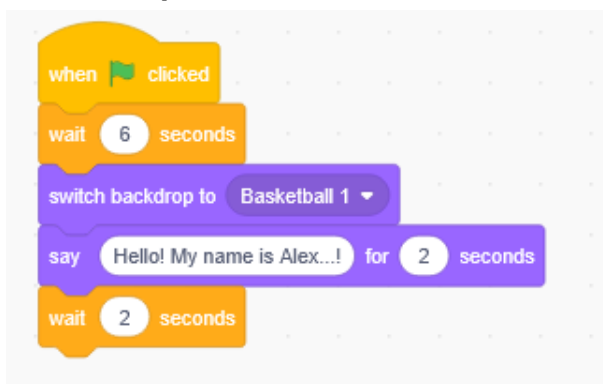 when clicked
wait 6 seconds
switch backdrop to Basketball 1
say Hello! My name is Alex...! for 2 seconds
wait 2 seconds